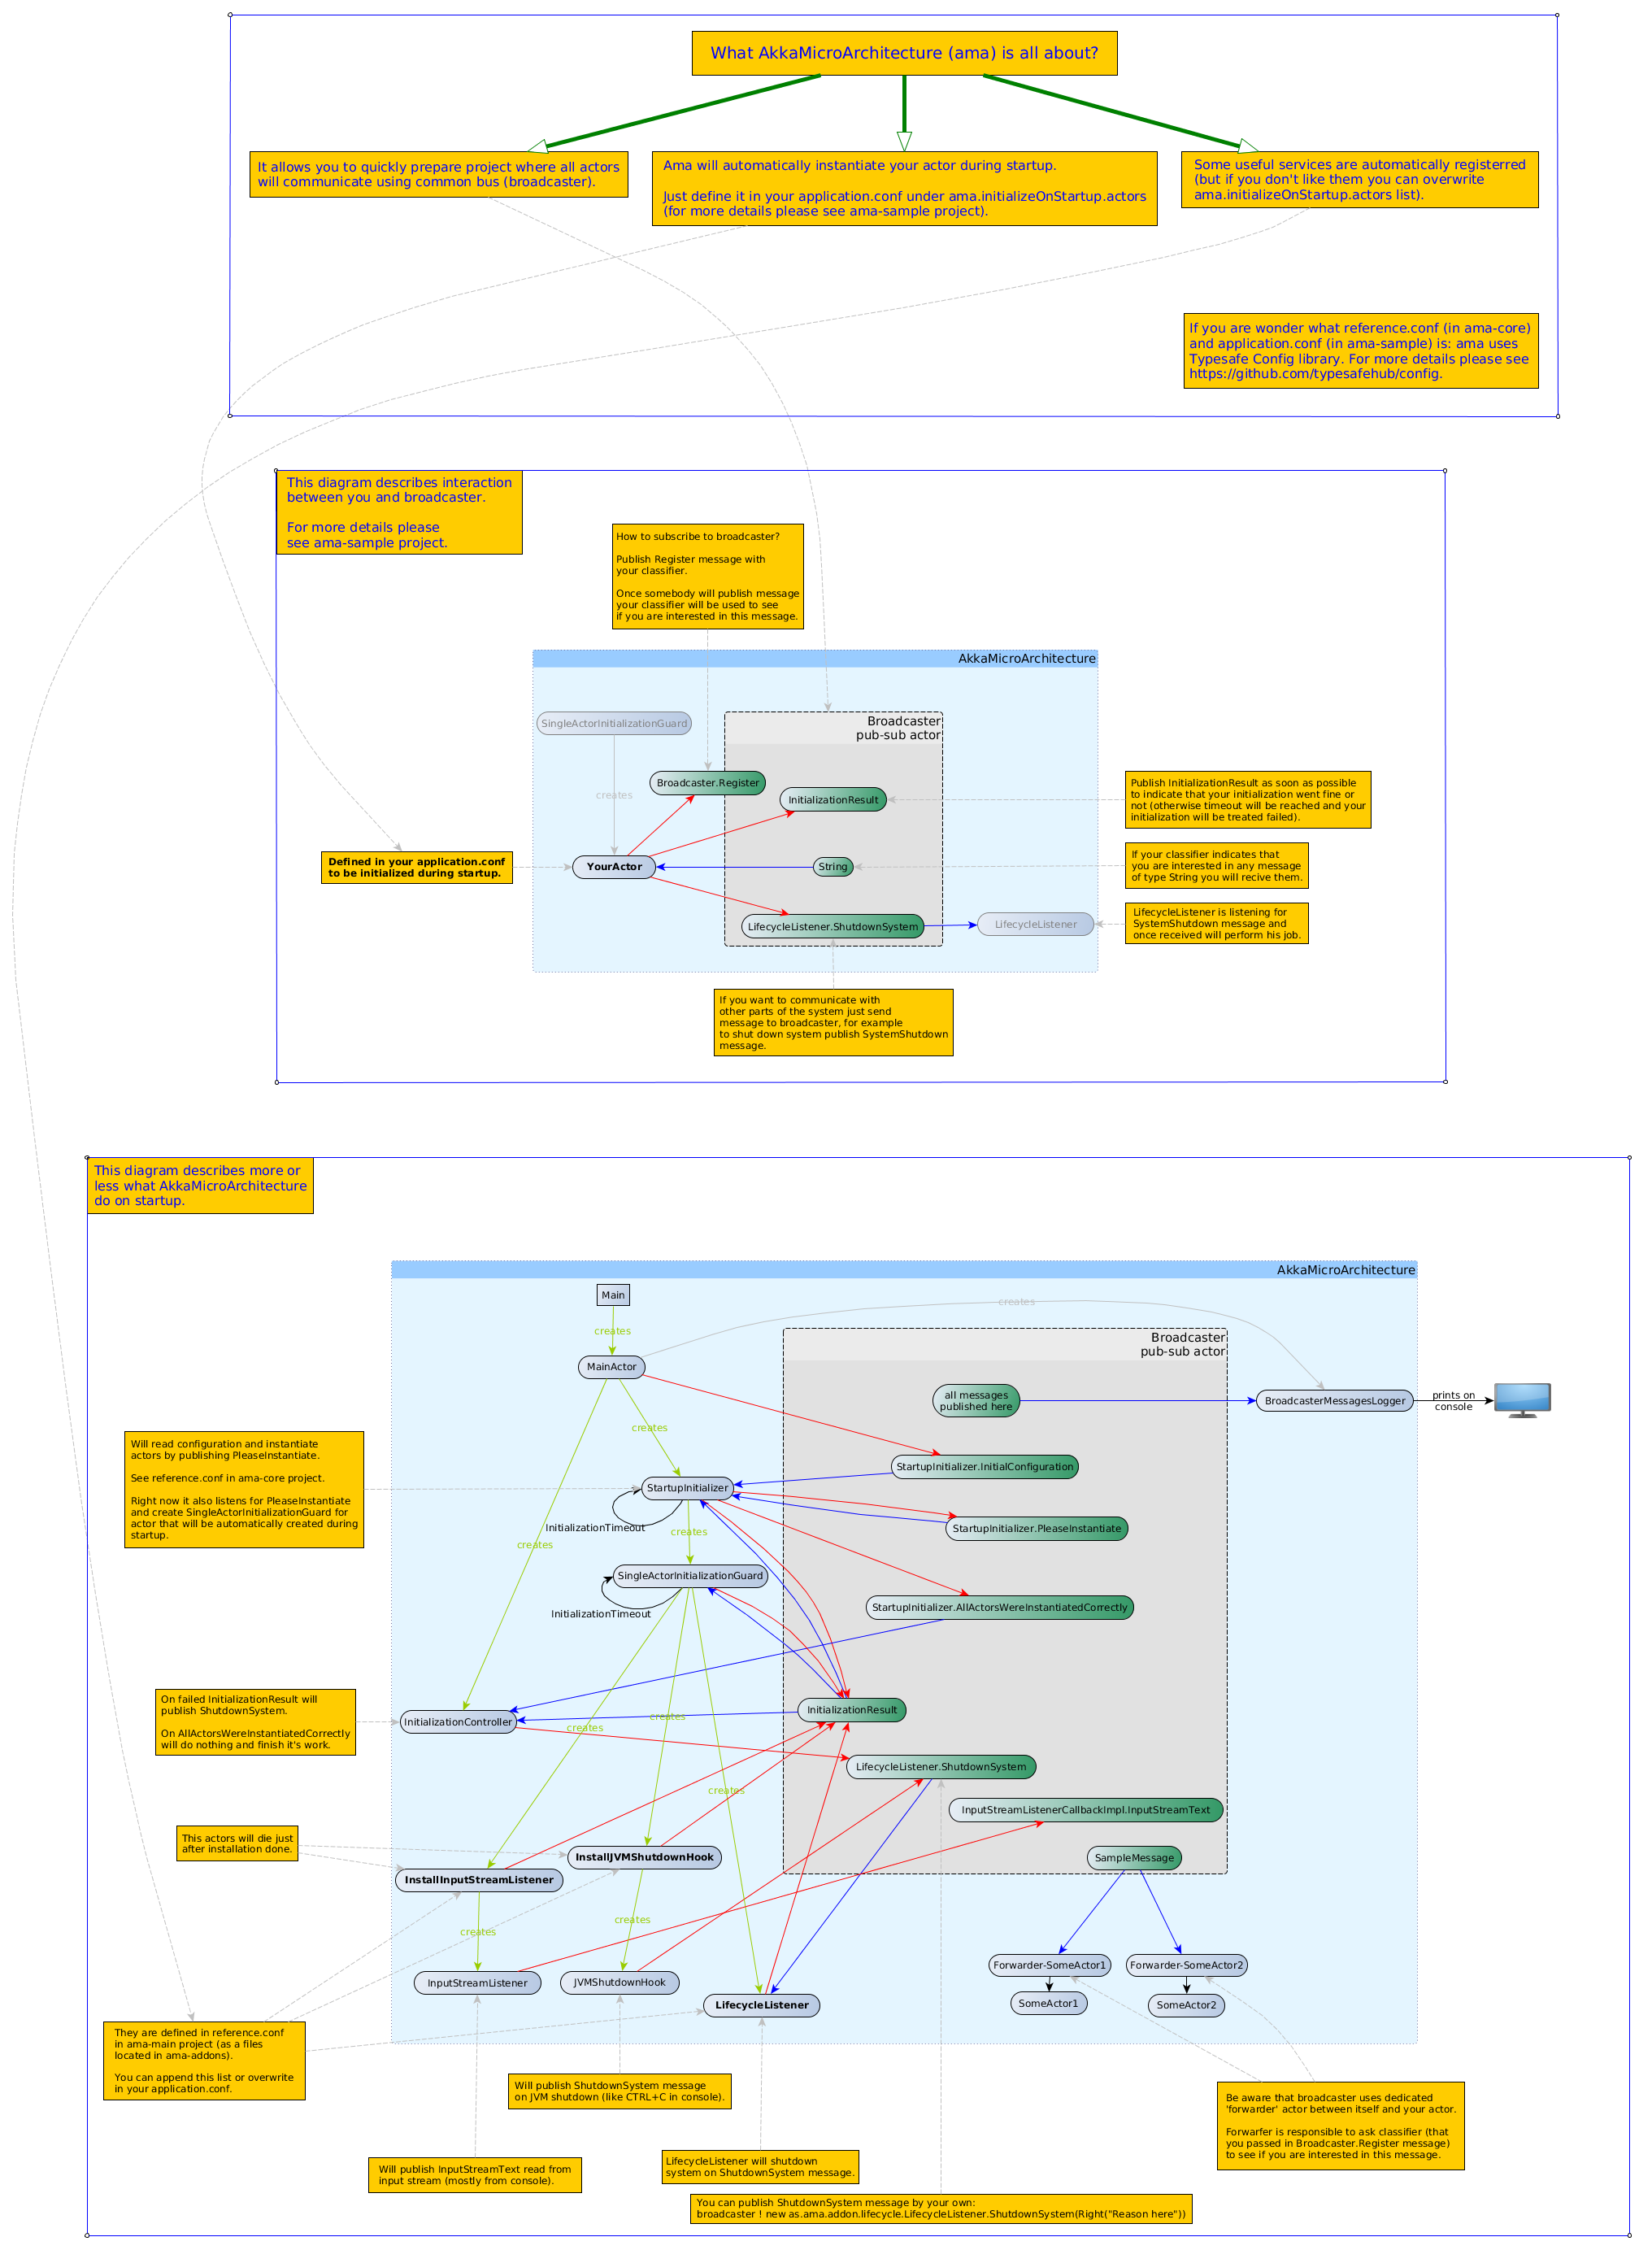 What AkkaMicroArchitecture (ama) is all about?
It allows you to quickly prepare project where all actors
will communicate using common bus (broadcaster).
Ama will automatically instantiate your actor during startup.
Just define it in your application.conf under ama.initializeOnStartup.actors
(for more details please see ama-sample project).
Some useful services are automatically registerred
(but if you don't like them you can overwrite
ama.initializeOnStartup.actors list).
If you are wonder what reference.conf (in ama-core)
and application.conf (in ama-sample) is: ama uses
Typesafe Config library. For more details please see
https://github.com/typesafehub/config.
This diagram describes interaction
between you and broadcaster.
For more details please
see ama-sample project.
How to subscribe to broadcaster?
Publish Register message with
your classifier.
Once somebody will publish message
your classifier will be used to see
if you are interested in this message.
AkkaMicroArchitecture
SingleActorInitializationGuard
Broadcaster
pub-sub actor
Broadcaster.Register
creates
InitializationResult
Publish InitializationResult as soon as possible
to indicate that your initialization went fine or
not (otherwise timeout will be reached and your
initialization will be treated failed).
Defined in your application.conf
to be initialized during startup.
YourActor
String
If your classifier indicates that
you are interested in any message
of type String you will recive them.
LifecycleListener.ShutdownSystem
LifecycleListener
LifecycleListener is listening for
SystemShutdown message and
once received will perform his job.
If you want to communicate with
other parts of the system just send
message to broadcaster, for example
to shut down system publish SystemShutdown
message.
This diagram describes more or
less what AkkaMicroArchitecture
do on startup.
AkkaMicroArchitecture
Main
creates
creates
MainActor
Broadcaster
pub-sub actor
all messages
published here
BroadcasterMessagesLogger
prints on
console
creates
Will read configuration and instantiate
actors by publishing PleaseInstantiate.
See reference.conf in ama-core project.
Right now it also listens for PleaseInstantiate
and create SingleActorInitializationGuard for
actor that will be automatically created during
startup.
StartupInitializer.InitialConfiguration
StartupInitializer
InitializationTimeout
creates
creates
StartupInitializer.PleaseInstantiate
SingleActorInitializationGuard
InitializationTimeout
StartupInitializer.AllActorsWereInstantiatedCorrectly
On failed InitializationResult will
publish ShutdownSystem.
On AllActorsWereInstantiatedCorrectly
will do nothing and finish it's work.
InitializationController
creates
creates
InitializationResult
LifecycleListener.ShutdownSystem
creates
InputStreamListenerCallbackImpl.InputStreamText
This actors will die just
after installation done.
InstallJVMShutdownHook
SampleMessage
InstallInputStreamListener
creates
creates
InputStreamListener
JVMShutdownHook
LifecycleListener
Forwarder-SomeActor1
Forwarder-SomeActor2
SomeActor1
SomeActor2
They are defined in reference.conf
in ama-main project (as a files
located in ama-addons).
You can append this list or overwrite
in your application.conf.
Will publish ShutdownSystem message
on JVM shutdown (like CTRL+C in console).
Be aware that broadcaster uses dedicated
'forwarder' actor between itself and your actor.
Forwarfer is responsible to ask classifier (that
you passed in Broadcaster.Register message)
to see if you are interested in this message.
Will publish InputStreamText read from
input stream (mostly from console).
LifecycleListener will shutdown
system on ShutdownSystem message.
You can publish ShutdownSystem message by your own:
broadcaster ! new as.ama.addon.lifecycle.LifecycleListener.ShutdownSystem(Right("Reason here"))